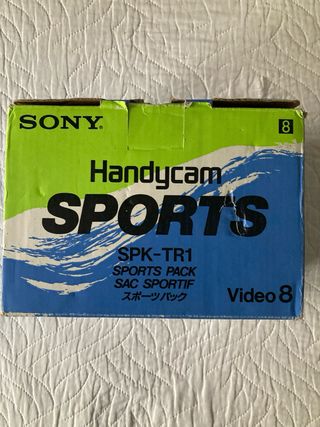 SONY®
8
Handycam
SPORTS
SPK-TR1
SPORTS PACK
SAC SPORTIF
スポーツパック
Video 8